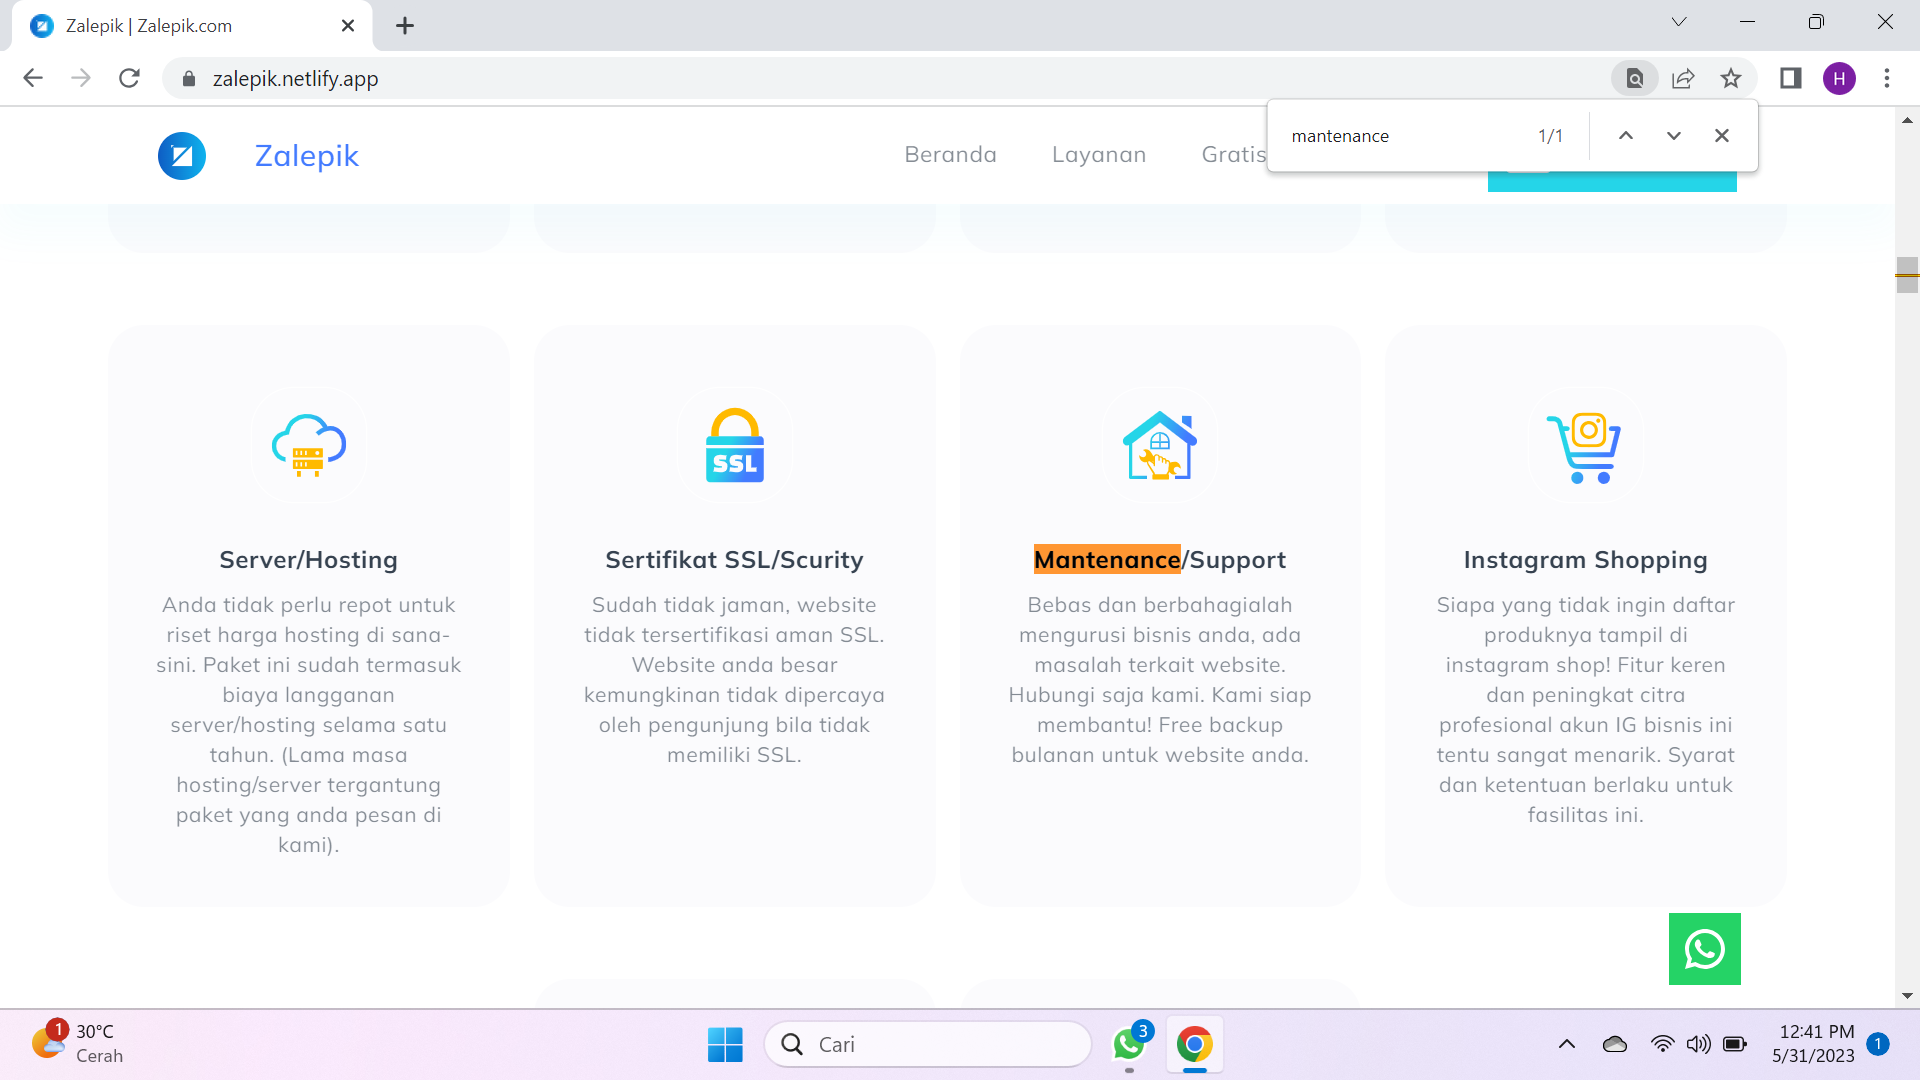 Zalepik | Zalepik.com
zalepik.netlify.app
H
mantenance 1/1
Zalepik
Beranda Layanan Gratis
SSL
Server/Hosting
Anda tidak perlu repot untuk
riset harga hosting di sana-
sini. Paket ini sudah termasuk
biaya langganan
server/hosting selama satu
tahun. (Lama masa
hosting/server tergantung
paket yang anda pesan di
kami).
Sertifikat SSL/Scurity
Sudah tidak jaman, website
tidak tersertifikasi aman SSL.
Website anda besar
kemungkinan tidak dipercaya
oleh pengunjung bila tidak
memiliki SSL.
Mantenance/Support
Bebas dan berbahagialah
mengurusi bisnis anda, ada
masalah terkait website.
Hubungi saja kami. Kami siap
membantu! Free backup
bulanan untuk website anda.
Instagram Shopping
Siapa yang tidak ingin daftar
produknya tampil di
instagram shop! Fitur keren
dan peningkat citra
profesional akun IG bisnis ini
tentu sangat menarik. Syarat
dan ketentuan berlaku untuk
fasilitas ini.
1
30°C
Cerah
Cari
3
12:41 PM
5/31/2023
1